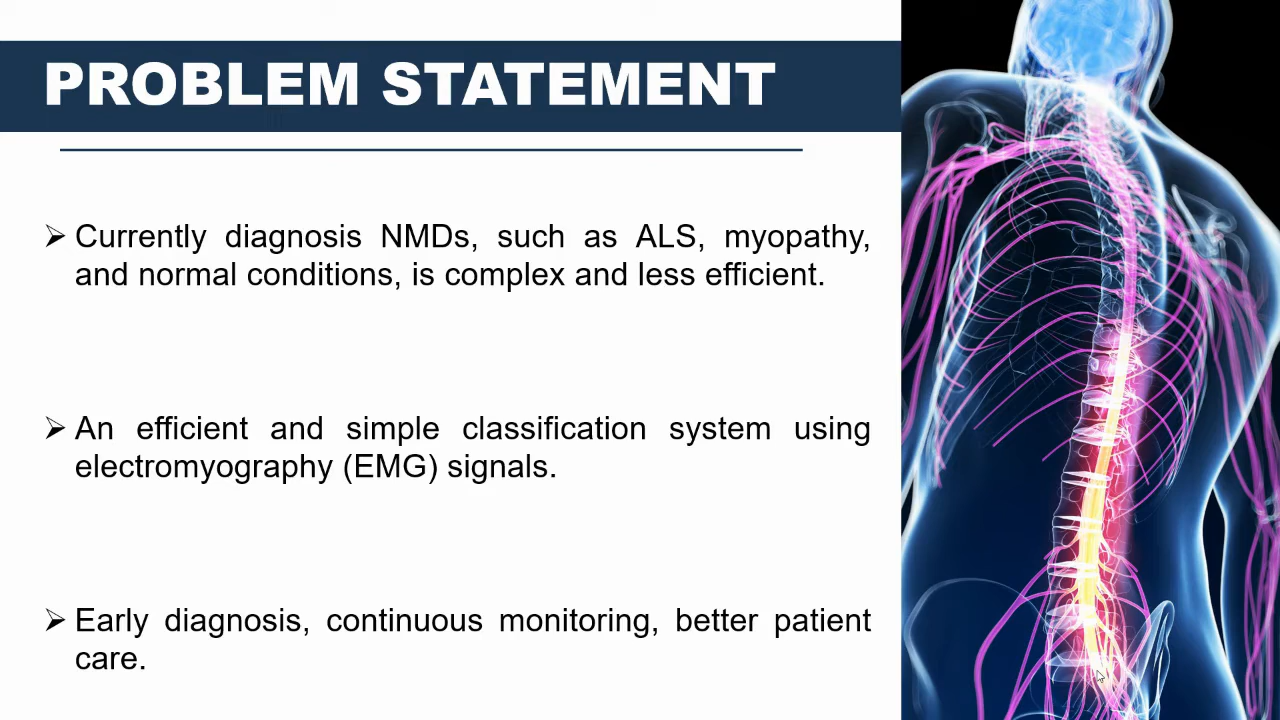 PROBLEM STATEMENT
➢ Currently diagnosis NMDs, such as ALS, myopathy,
and normal conditions, is complex and less efficient.
➢ An efficient and simple classification system using
electromyography (EMG) signals.
➢ Early diagnosis, continuous monitoring, better patient
care.